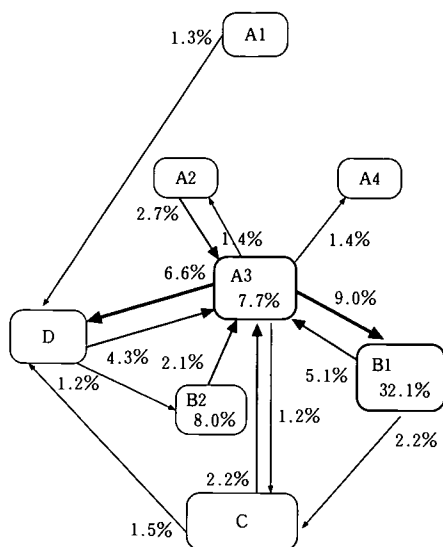 1.3%
A1
A2
A4
2.7%
1.4%
1.4%
6.6%
A3
7.7%
9.0%
D
4.3%
2.1%
5.1%
B1
32.1%
1.2%
B2
8.0%
1.2%
2.2%
2.2%
C
1.5%